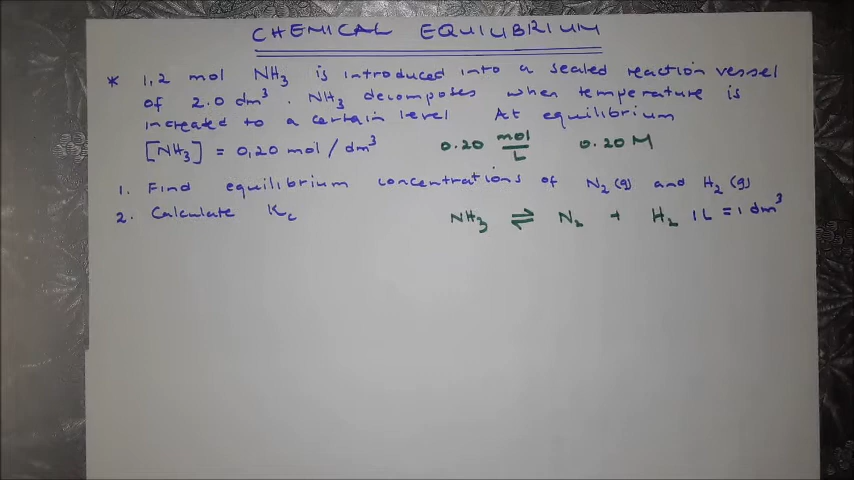 CHEMICAL EQUILIBRIUM
* 1,2 mol NH3 is introduced into a sealed reaction vessel
of 2.0 dm³. NH3 decomposes when temperature is
increased to a certain level At equilibrium
[NH3] = 0,20 mol/dm³ 0.20 mol/L 0.20 M
1. Find equilibrium concentrations of N2(g) and H2(g)
2. Calculate Kc NH3 ⇌ N2 + H2 1L = 1 dm³